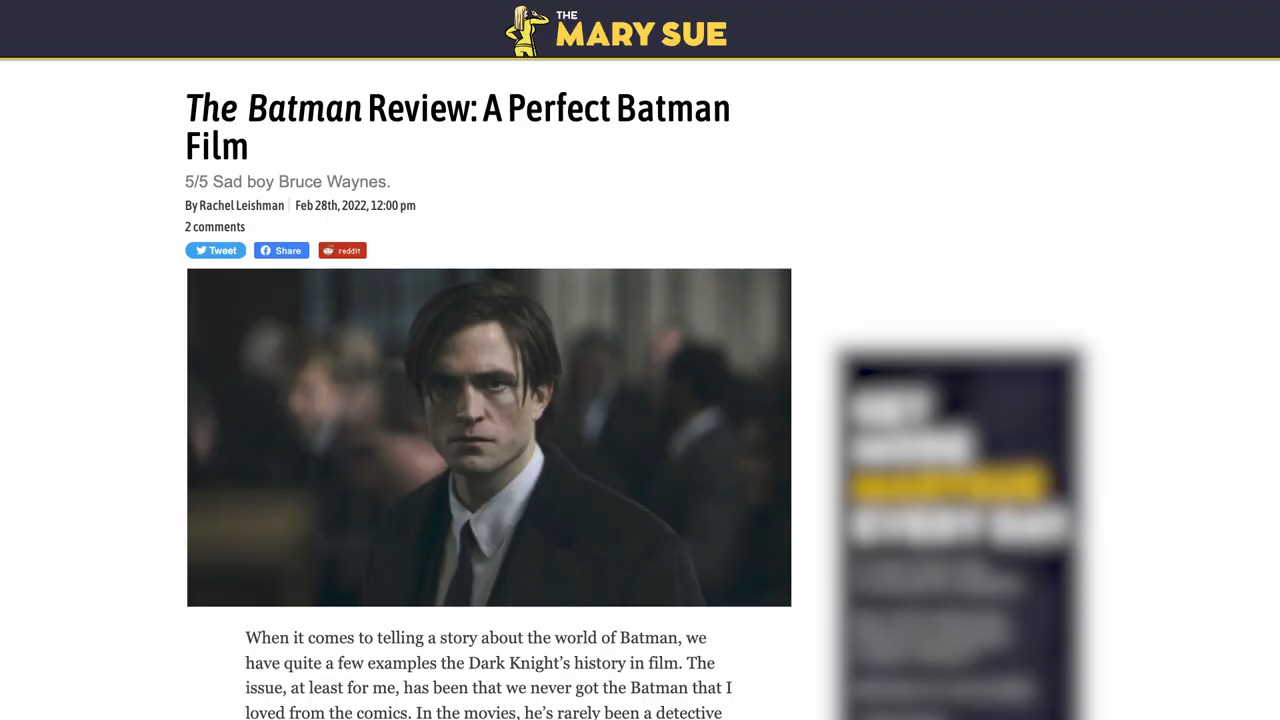 THE
MARY SUE
The Batman Review: A Perfect Batman
Film
5/5 Sad boy Bruce Waynes.
By Rachel Leishman | Feb 28th, 2022, 12:00 pm
2 comments
Tweet Share reddit
When it comes to telling a story about the world of Batman, we
have quite a few examples the Dark Knight's history in film. The
issue, at least for me, has been that we never got the Batman that I
loved from the comics. In the movies, he's rarely been a detective